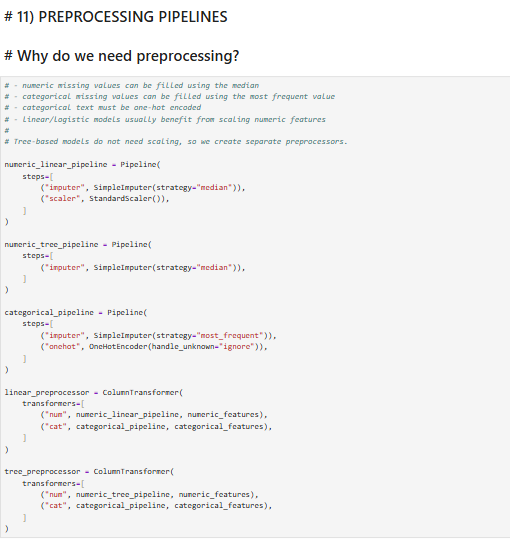 # 11) PREPROCESSING PIPELINES
# Why do we need preprocessing?
# - numeric missing values can be filled using the median
# - categorical missing values can be filled using the most frequent value
# - categorical text must be one-hot encoded
# - linear/logistic models usually benefit from scaling numeric features
#
# Tree-based models do not need scaling, so we create separate preprocessors.
numeric_linear_pipeline = Pipeline(
    steps=[
        ("imputer", SimpleImputer(strategy="median")),
        ("scaler", StandardScaler()),
    ]
)
numeric_tree_pipeline = Pipeline(
    steps=[
        ("imputer", SimpleImputer(strategy="median")),
    ]
)
categorical_pipeline = Pipeline(
    steps=[
        ("imputer", SimpleImputer(strategy="most_frequent")),
        ("onehot", OneHotEncoder(handle_unknown="ignore")),
    ]
)
linear_preprocessor = ColumnTransformer(
    transformers=[
        ("num", numeric_linear_pipeline, numeric_features),
        ("cat", categorical_pipeline, categorical_features),
    ]
)
tree_preprocessor = ColumnTransformer(
    transformers=[
        ("num", numeric_tree_pipeline, numeric_features),
        ("cat", categorical_pipeline, categorical_features),
    ]
)